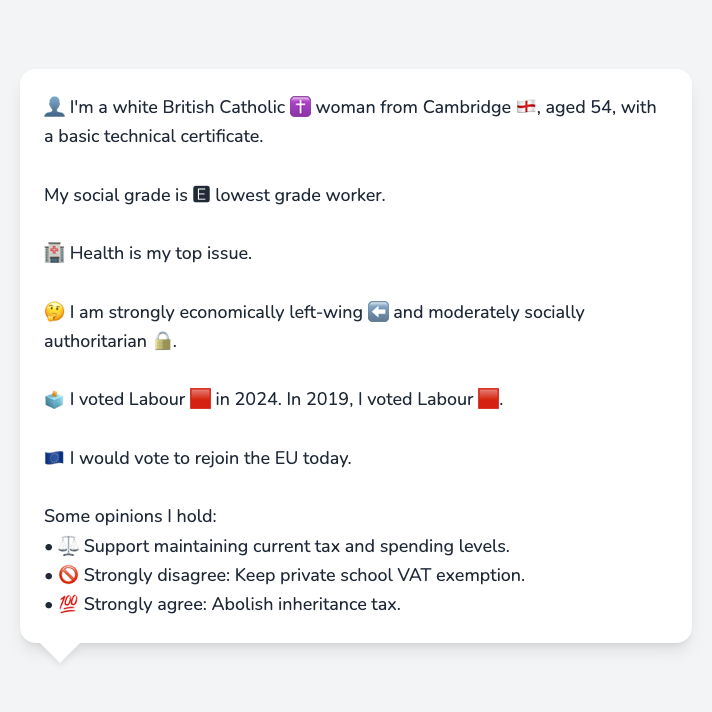 👤 I'm a white British Catholic ✝️ woman from Cambridge 🏴󠁧󠁢󠁥󠁮󠁧󠁿, aged 54, with
a basic technical certificate.
My social grade is 🅴 lowest grade worker.
🏥 Health is my top issue.
🤔 I am strongly economically left-wing ⬅️ and moderately socially
authoritarian 🔒.
🗳️ I voted Labour 🟥 in 2024. In 2019, I voted Labour 🟥.
🇪🇺 I would vote to rejoin the EU today.
Some opinions I hold:
• ⚖️ Support maintaining current tax and spending levels.
• 🚫 Strongly disagree: Keep private school VAT exemption.
• 💯 Strongly agree: Abolish inheritance tax.